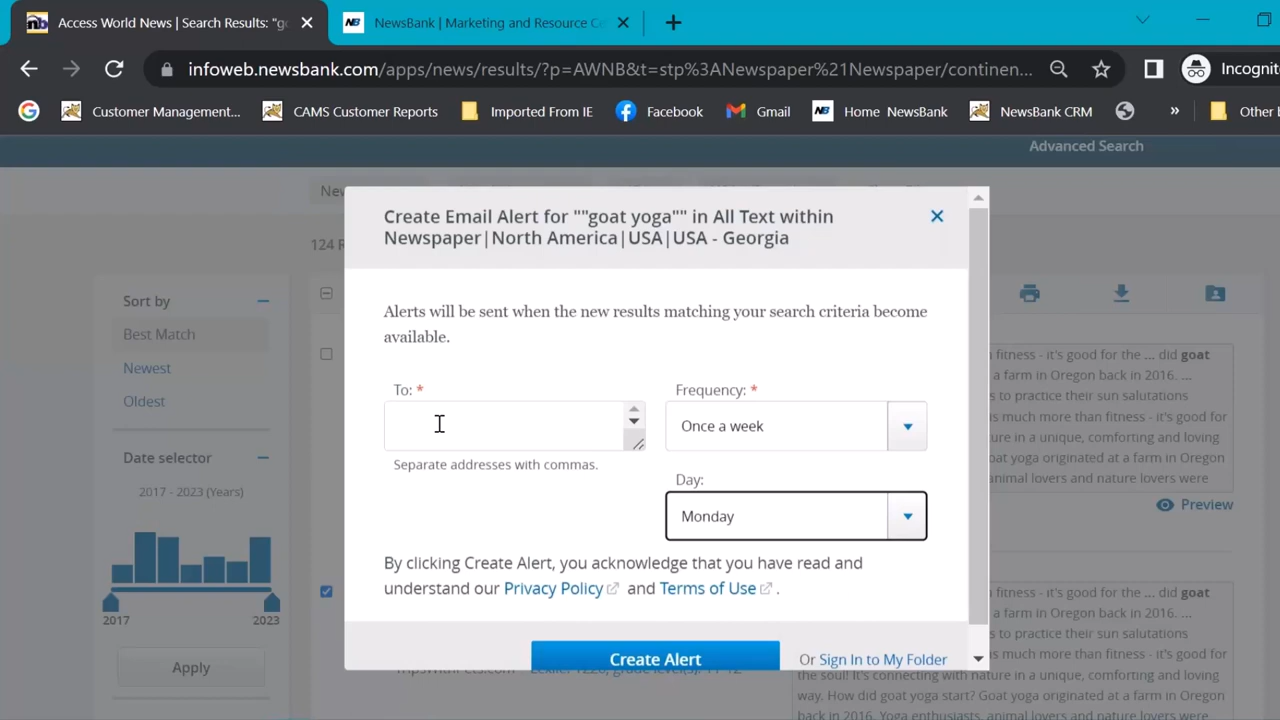 Access World News | Search Results: "go
NewsBank | Marketing and Resource Ce
infoweb.newsbank.com/apps/news/results/?p=AWNB&t=stp%3ANewspaper%21Newspaper/continen...
Incognit
Customer Management...
CAMS Customer Reports
Imported From IE
Facebook
Gmail
Home NewsBank
NewsBank CRM
»
Other b
Advanced Search
New
124 R
Create Email Alert for ""goat yoga"" in All Text within
Newspaper|North America|USA|USA - Georgia
Alerts will be sent when the new results matching your search criteria become
available.
To: *
Separate addresses with commas.
Frequency: *
Once a week
Day:
Monday
By clicking Create Alert, you acknowledge that you have read and
understand our Privacy Policy and Terms of Use .
Create Alert
Or Sign In to My Folder
Sort by
Best Match
Newest
Oldest
Date selector
2017 - 2023 (Years)
2017
2023
Apply
fitness - it's good for the ... did goat
a farm in Oregon back in 2016. ...
s to practice their sun salutations
is much more than fitness - it's good for
ture in a unique, comforting and loving
oat yoga originated at a farm in Oregon
animal lovers and nature lovers were
Preview
fitness - it's good for the ... did goat
a farm in Oregon back in 2016. ...
s to practice their sun salutations
is much more than fitness - it's good for
the soul! It's connecting with nature in a unique, comforting and loving
way. How did goat yoga start? Goat yoga originated at a farm in Oregon
back in 2016. Yoga enthusiasts, animal lovers and nature lovers were